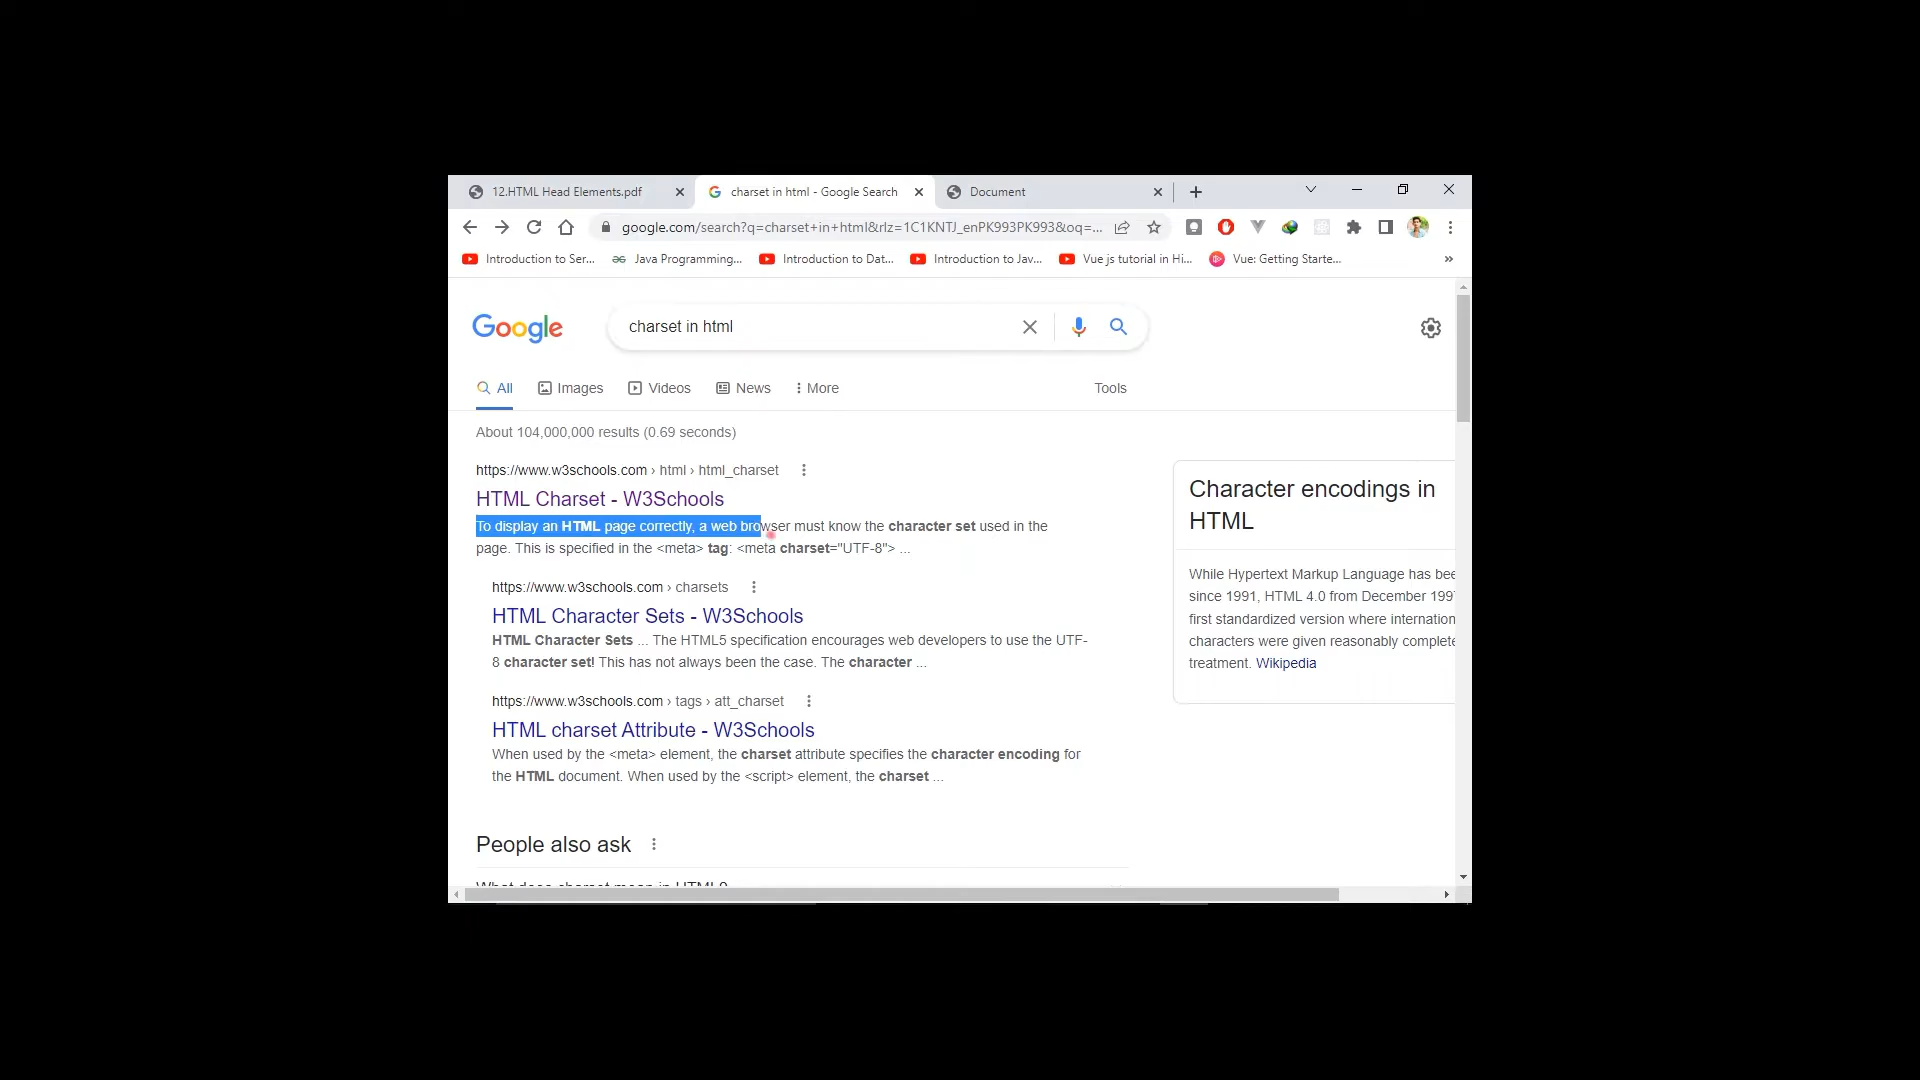 12.HTML Head Elements.pdf
charset in html - Google Search
Document
google.com/search?q=charset+in+html&rlz=1C1KNTJ_enPK993PK993&oq=...
Introduction to Ser...
Java Programming...
Introduction to Dat...
Introduction to Jav...
Vue js tutorial in Hi...
Vue: Getting Starte...
»
Google
charset in html
All
Images
Videos
News
More
Tools
About 104,000,000 results (0.69 seconds)
https://www.w3schools.com › html › html_charset
HTML Charset - W3Schools
To display an HTML page correctly, a web browser must know the character set used in the
page. This is specified in the <meta> tag: <meta charset="UTF-8"> ...
https://www.w3schools.com › charsets
HTML Character Sets - W3Schools
HTML Character Sets ... The HTML5 specification encourages web developers to use the UTF-
8 character set! This has not always been the case. The character ...
https://www.w3schools.com › tags › att_charset
HTML charset Attribute - W3Schools
When used by the <meta> element, the charset attribute specifies the character encoding for
the HTML document. When used by the <script> element, the charset ...
People also ask
What does charset mean in HTML?
Character encodings in
HTML
While Hypertext Markup Language has bee
since 1991, HTML 4.0 from December 199
first standardized version where internation
characters were given reasonably complete
treatment. Wikipedia